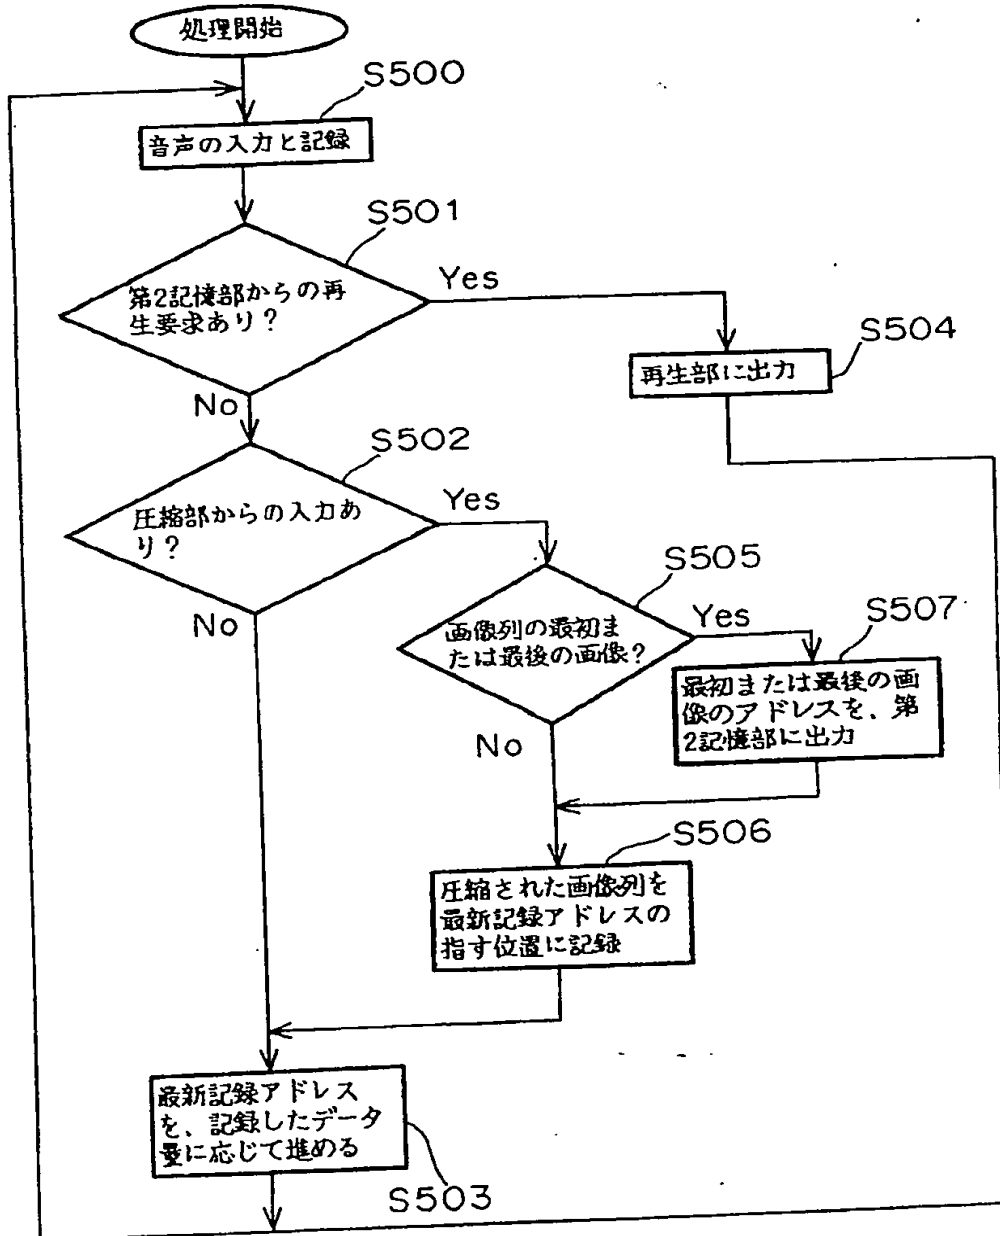 処理開始
S500
音声の入力と記録
S501
第2記憶部からの再
生要求あり?
Yes
S504
再生部に出力
No
S502
圧縮部からの入力あ
り?
Yes
S505
No
画像列の最初ま
たは最後の画像?
Yes
S507
最初または最後の画
像のアドレスを、第
2記憶部に出力
No
S506
圧縮された画像列を
最新記録アドレスの
指す位置に記録
最新記録アドレス
を、記録したデータ
量に応じて進める
S503